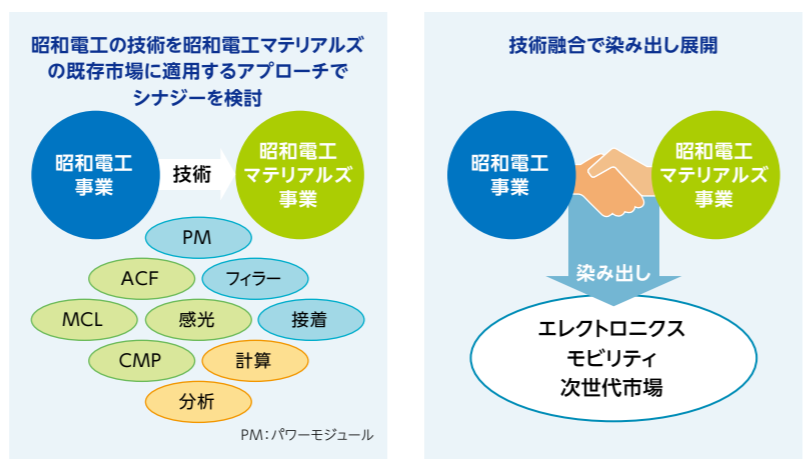 昭和電工の技術を昭和電工マテリアルズ
の既存市場に適用するアプローチで
シナジーを検討
昭和電工
事業
技術
昭和電工
マテリアルズ
事業
PM
ACF
フィラー
MCL
感光
接着
CMP
計算
分析
PM：パワーモジュール
技術融合で染み出し展開
昭和電工
事業
昭和電工
マテリアルズ
事業
染み出し
エレクトロニクス
モビリティ
次世代市場